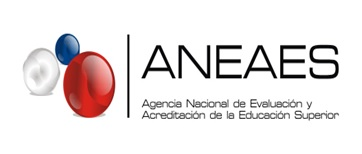 ANEAES
Agencia Nacional de Evaluación y
Acreditación de la Educación Superior